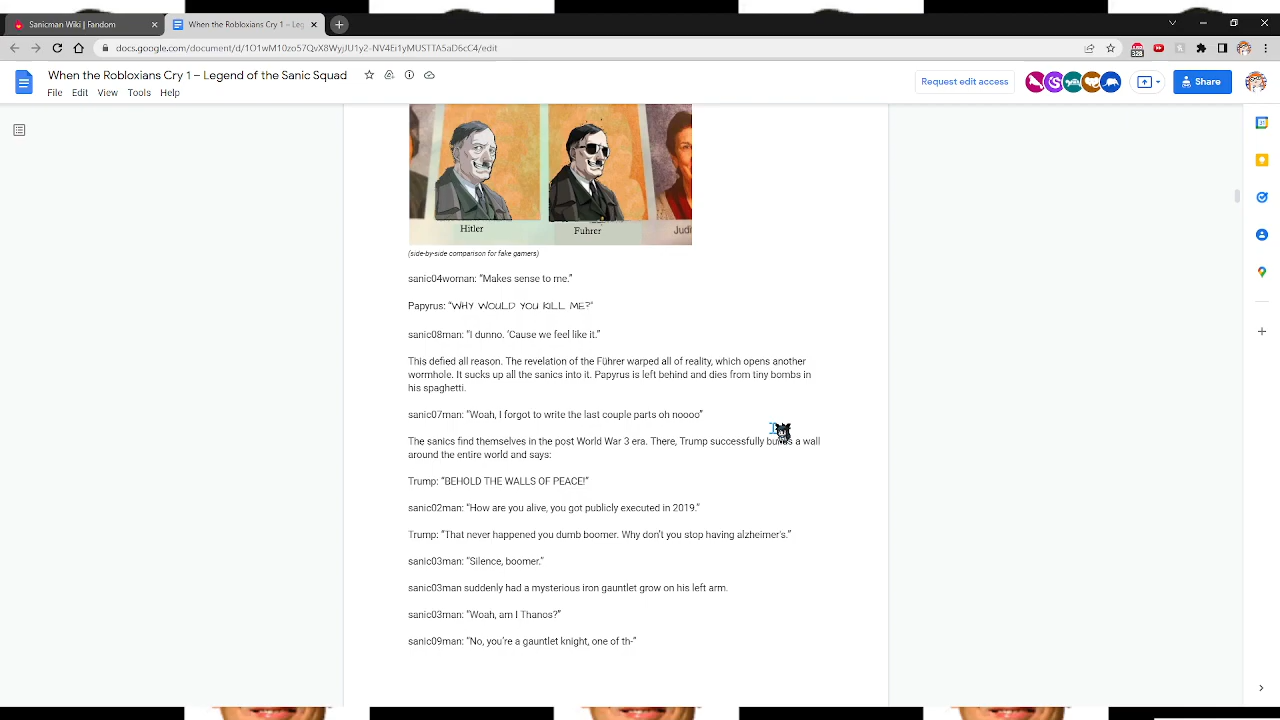 Sanicman Wiki | Fandom
When the Robloxians Cry 1 – Leg
docs.google.com/document/d/1O1wM10zo57QvX8WyjJU1y2-NV4Ei1yMUSTTA5aD6cC4/edit
When the Robloxians Cry 1 – Legend of the Sanic Squad
File Edit View Tools Help
Request edit access
Share
Hitler Fuhrer Judi
(side-by-side comparison for fake gamers)
sanic04woman: “Makes sense to me.”
Papyrus: “WHY WOULD YOU KILL ME?”
sanic08man: “I dunno. ‘Cause we feel like it.”
This defied all reason. The revelation of the Führer warped all of reality, which opens another
wormhole. It sucks up all the sanics into it. Papyrus is left behind and dies from tiny bombs in
his spaghetti.
sanic07man: “Woah, I forgot to write the last couple parts oh noooo”
The sanics find themselves in the post World War 3 era. There, Trump successfully builds a wall
around the entire world and says:
Trump: “BEHOLD THE WALLS OF PEACE!”
sanic02man: “How are you alive, you got publicly executed in 2019.”
Trump: “That never happened you dumb boomer. Why don’t you stop having alzheimer’s.”
sanic03man: “Silence, boomer.”
sanic03man suddenly had a mysterious iron gauntlet grow on his left arm.
sanic03man: “Woah, am I Thanos?”
sanic09man: “No, you’re a gauntlet knight, one of th-”